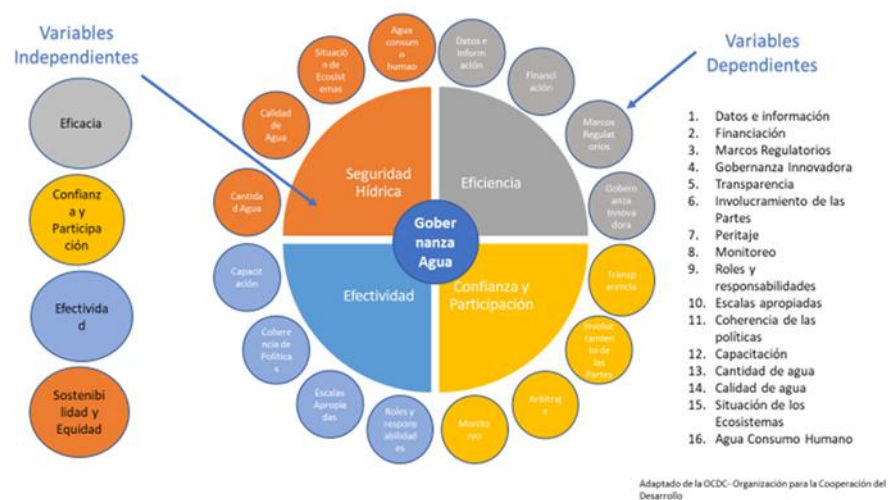 Variables
Independientes
Eficacia
Confianz
a y
Participación
Efectivida
d
Sostenibi
lidad y
Equidad
Agua
consum
o
humano
Situació
n de
Ecosist
emas
Calidad
de
Agua
Cantida
d Agua
Datos e
Inform
ación
Financi
ación
Marcos
Regulat
orios
Gobern
anza
Innova
dora
Seguridad
Hídrica
Eficiencia
Gober
nanza
Agua
Efectividad
Confianza y
Participación
Capacit
ación
Coheren
cia de
Política
s
Escalas
Apropia
das
Roles y
respons
abilidad
es
Monito
reo
Arbitraj
e
Involuc
ramien
to de las
Partes
Transp
arencia
Variables
Dependientes
1. Datos e información
2. Financiación
3. Marcos Regulatorios
4. Gobernanza Innovadora
5. Transparencia
6. Involucramiento de las
Partes
7. Peritaje
8. Monitoreo
9. Roles y
responsabilidades
10. Escalas apropiadas
11. Coherencia de las
políticas
12. Capacitación
13. Cantidad de agua
14. Calidad de agua
15. Situación de los
Ecosistemas
16. Agua Consumo Humano
Adaptado de la OCDC- Organización para la Cooperación del
Desarrollo